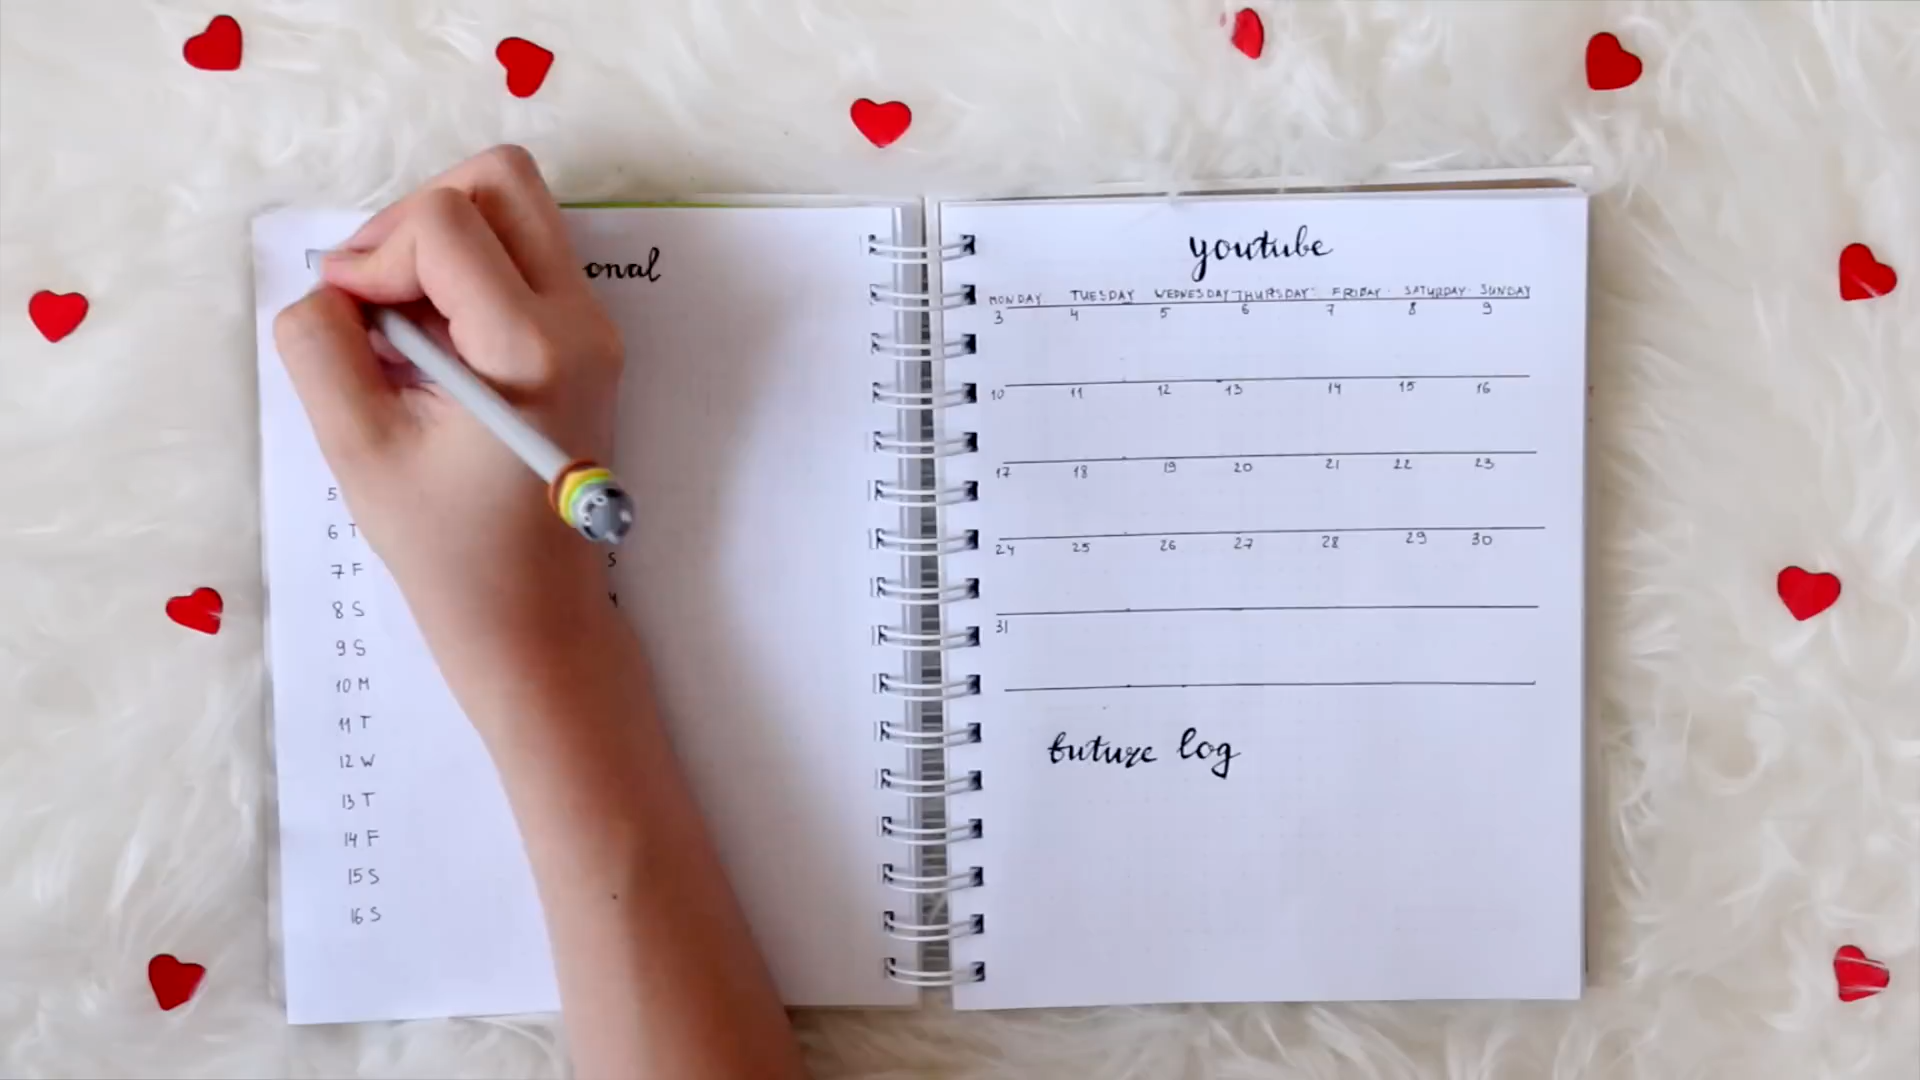 onal
5
6 T
7 F
8 S
9 S
10 M
11 T
12 W
13 T
14 F
15 S
16 S
S
youtube
MONDAY TUESDAY WEDNESDAY THURSDAY FRIDAY SATURDAY SUNDAY
3 4 5 6 7 8 9
10 11 12 13 14 15 16
17 18 19 20 21 22 23
24 25 26 27 28 29 30
31
future log